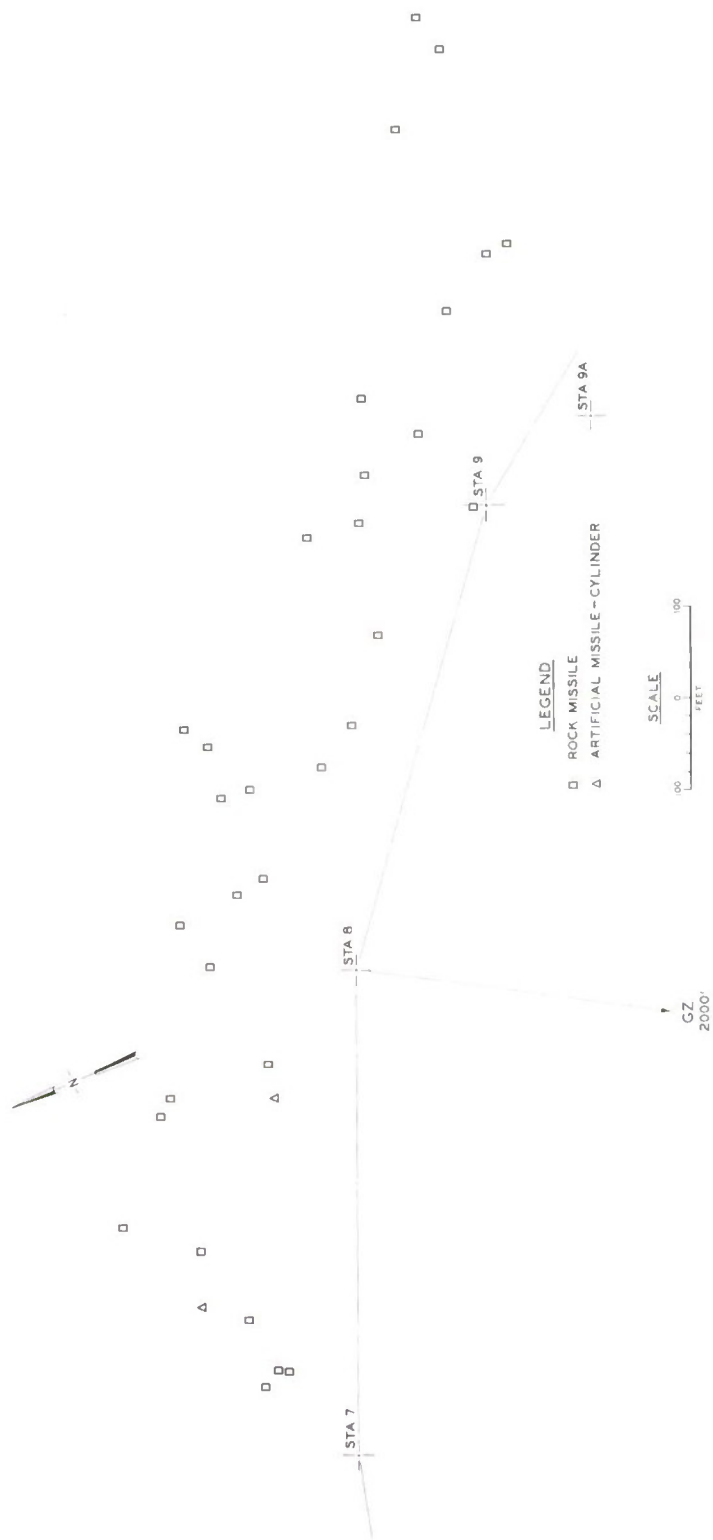 STA 7
STA 8
STA 9
STA 9A
N
GZ
2000'
LEGEND
ROCK MISSILE
ARTIFICIAL MISSILE - CYLINDER
SCALE
100 0 100
FEET